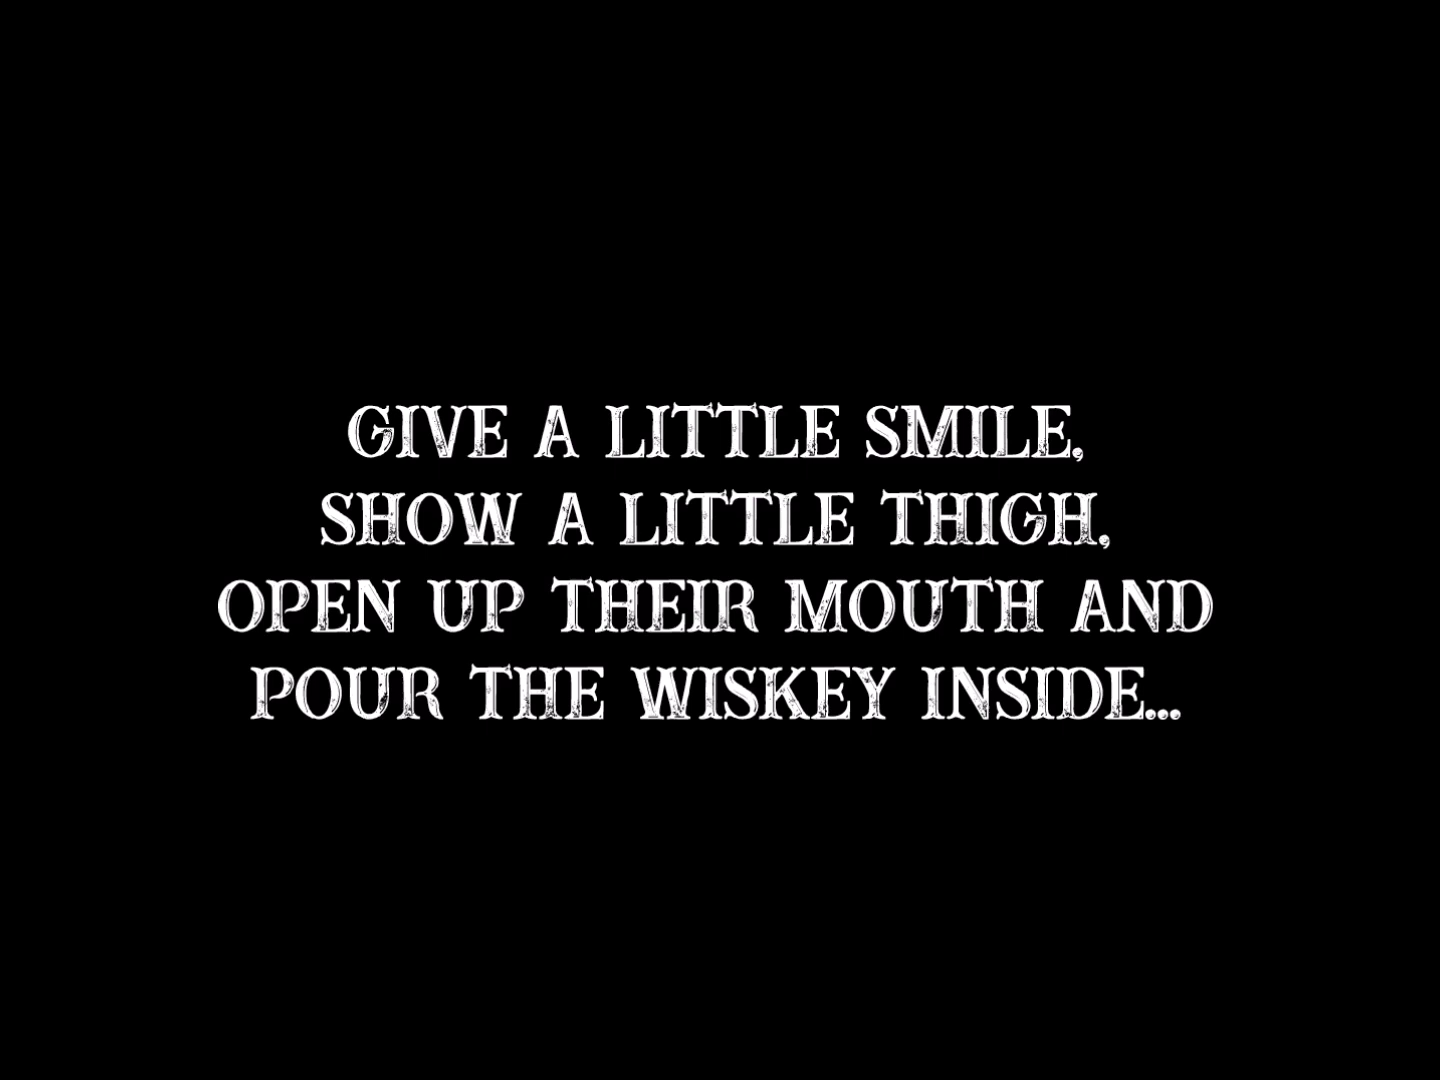 GIVE A LITTLE SMILE,
SHOW A LITTLE THIGH,
OPEN UP THEIR MOUTH AND
POUR THE WISKEY INSIDE...